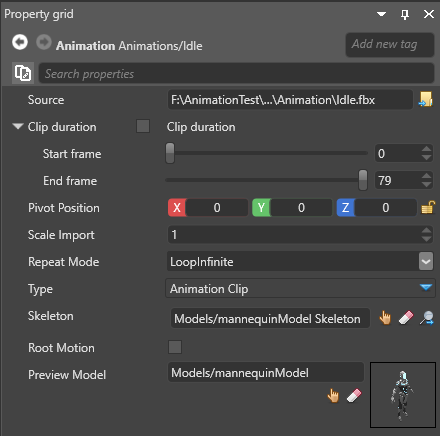 Property grid
Animation Animations/Idle
Add new tag
Search properties
Source F:\AnimationTest\...\Animation\Idle.fbx
Clip duration Clip duration
Start frame 0
End frame 79
Pivot Position X 0 Y 0 Z 0
Scale Import 1
Repeat Mode LoopInfinite
Type Animation Clip
Skeleton Models/mannequinModel Skeleton
Root Motion
Preview Model Models/mannequinModel